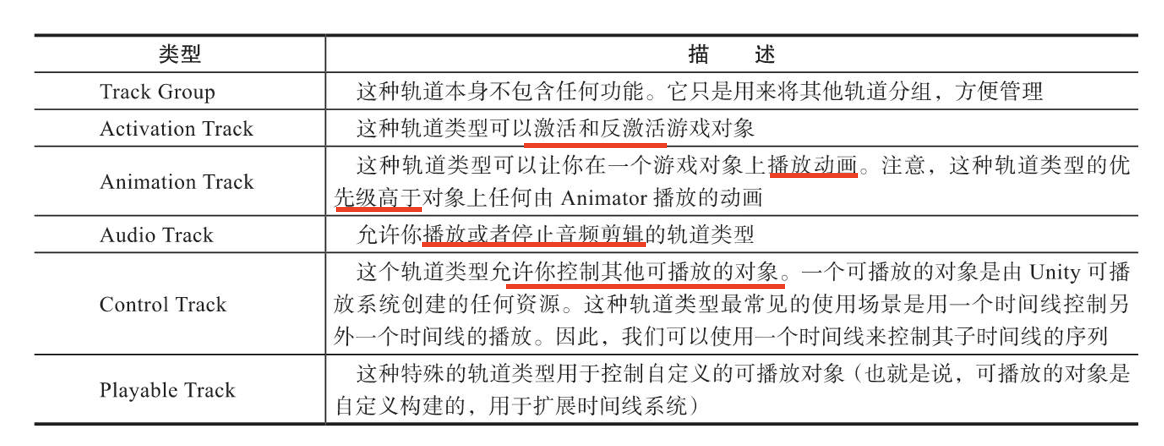 类型 描 述
Track Group 这种轨道本身不包含任何功能。它只是用来将其他轨道分组，方便管理
Activation Track 这种轨道类型可以激活和反激活游戏对象
Animation Track 这种轨道类型可以让你在一个游戏对象上播放动画。注意，这种轨道类型的优
先级高于对象上任何由 Animator 播放的动画
Audio Track 允许你播放或者停止音频剪辑的轨道类型
Control Track 这个轨道类型允许你控制其他可播放的对象。一个可播放的对象是由 Unity 可播
放系统创建的任何资源。这种轨道类型最常见的使用场景是用一个时间线控制另
外一个时间线的播放。因此，我们可以使用一个时间线来控制其子时间线的序列
Playable Track 这种特殊的轨道类型用于控制自定义的可播放对象（也就是说，可播放的对象是
自定义构建的，用于扩展时间线系统）